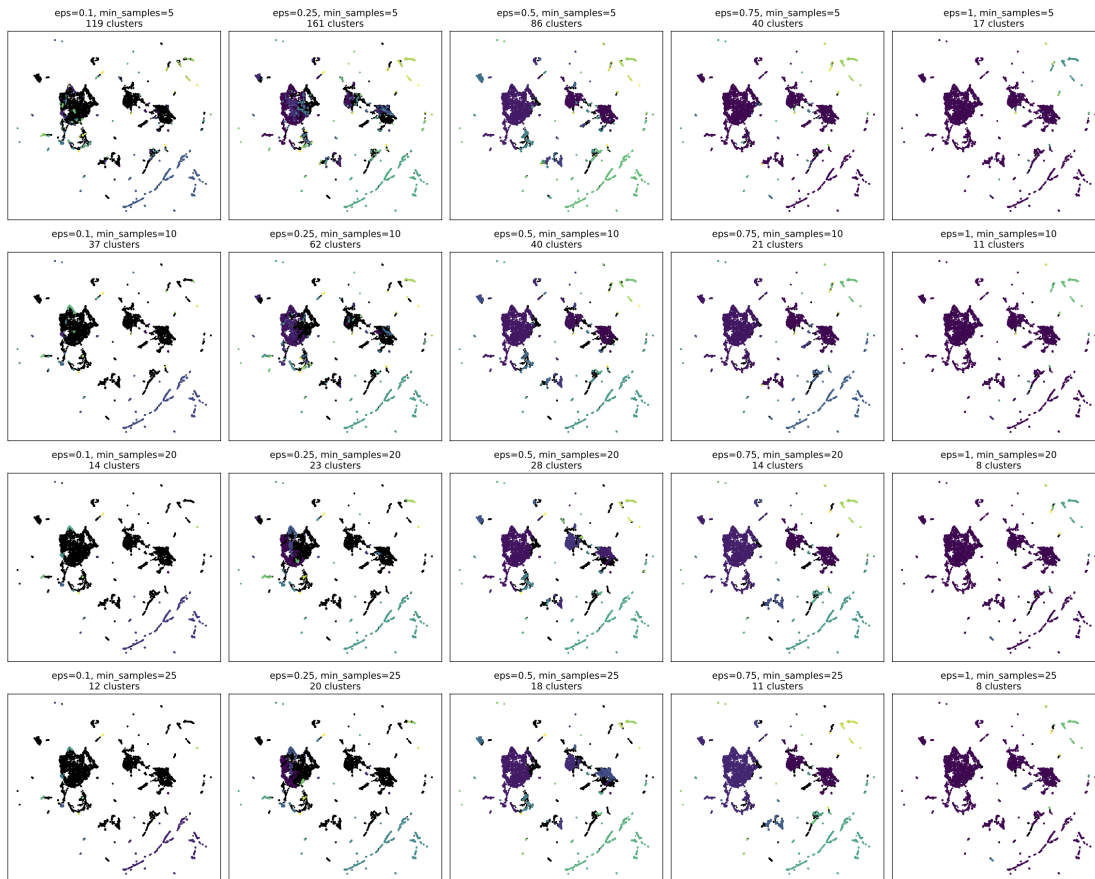 eps=0.1, min_samples=5
119 clusters
eps=0.25, min_samples=5
161 clusters
eps=0.5, min_samples=5
86 clusters
eps=0.75, min_samples=5
40 clusters
eps=1, min_samples=5
17 clusters
eps=0.1, min_samples=10
37 clusters
eps=0.25, min_samples=10
62 clusters
eps=0.5, min_samples=10
40 clusters
eps=0.75, min_samples=10
21 clusters
eps=1, min_samples=10
11 clusters
eps=0.1, min_samples=20
14 clusters
eps=0.25, min_samples=20
23 clusters
eps=0.5, min_samples=20
28 clusters
eps=0.75, min_samples=20
14 clusters
eps=1, min_samples=20
8 clusters
eps=0.1, min_samples=25
12 clusters
eps=0.25, min_samples=25
20 clusters
eps=0.5, min_samples=25
18 clusters
eps=0.75, min_samples=25
11 clusters
eps=1, min_samples=25
8 clusters